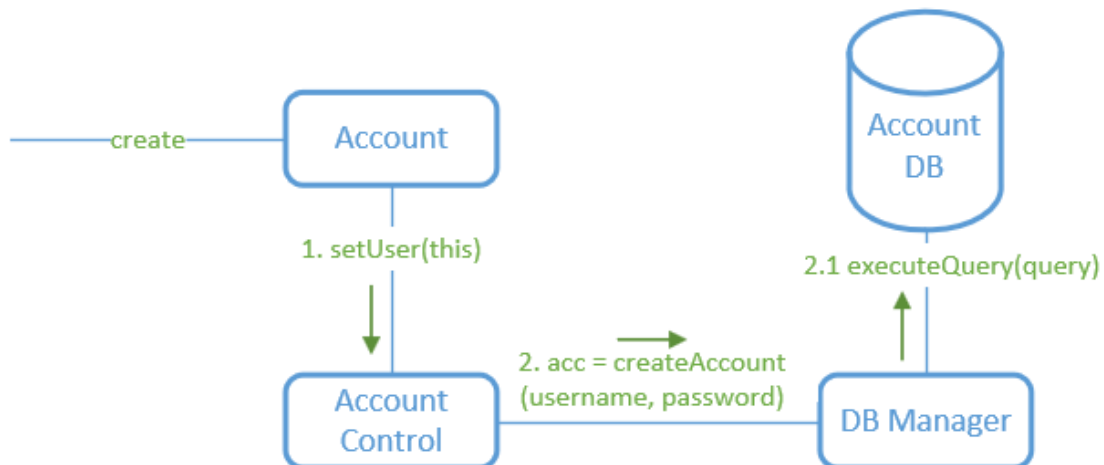 create
Account
Account
DB
1. setUser(this)
2.1 executeQuery(query)
2. acc = createAccount
(username, password)
Account
Control
DB Manager